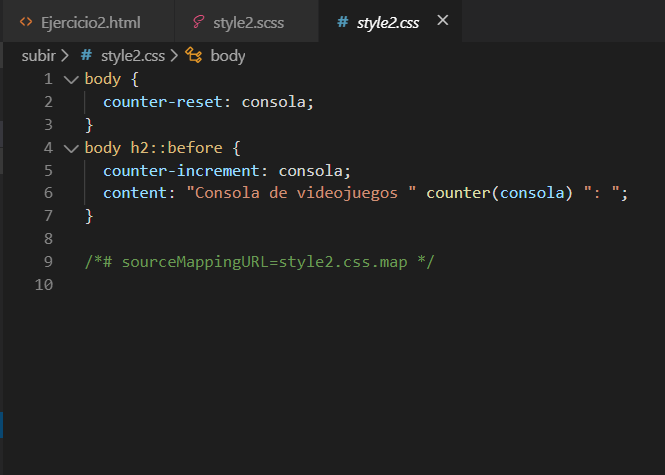 Ejercicio2.html style2.scss # style2.css
subir > # style2.css > body
1 body {
2 counter-reset: consola;
3 }
4 body h2::before {
5 counter-increment: consola;
6 content: "Consola de videojuegos " counter(consola) ": ";
7 }
8
9 /*# sourceMappingURL=style2.css.map */
10